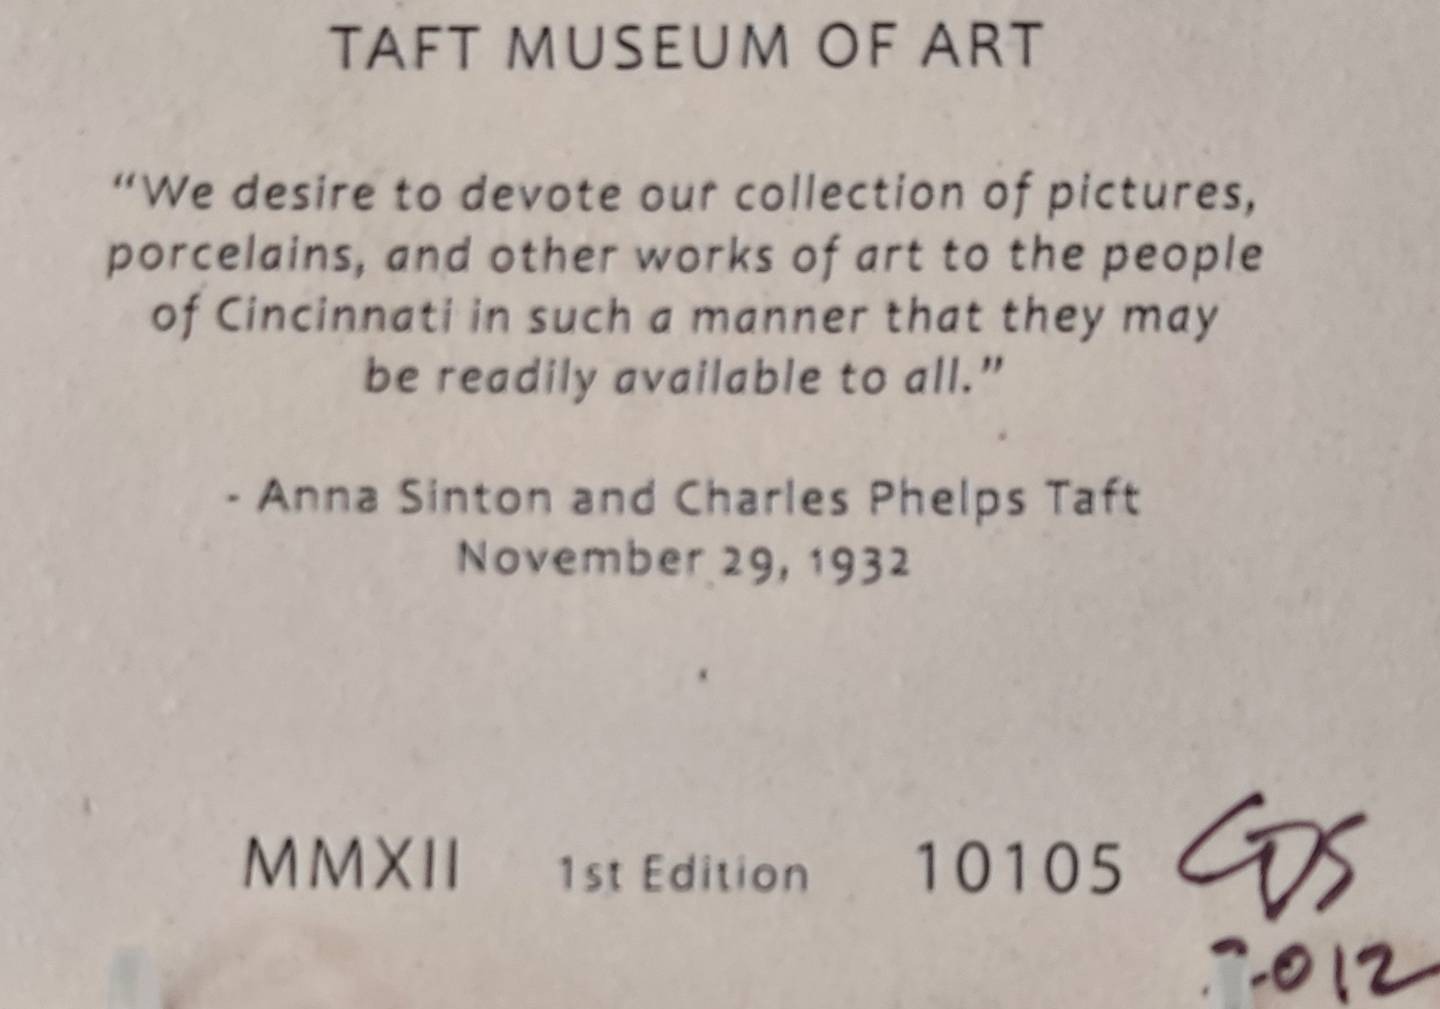 TAFT MUSEUM OF ART
“We desire to devote our collection of pictures,
porcelains, and other works of art to the people
of Cincinnati in such a manner that they may
be readily available to all.”
- Anna Sinton and Charles Phelps Taft
November 29, 1932
MMXII 1st Edition 10105 CDS
2012